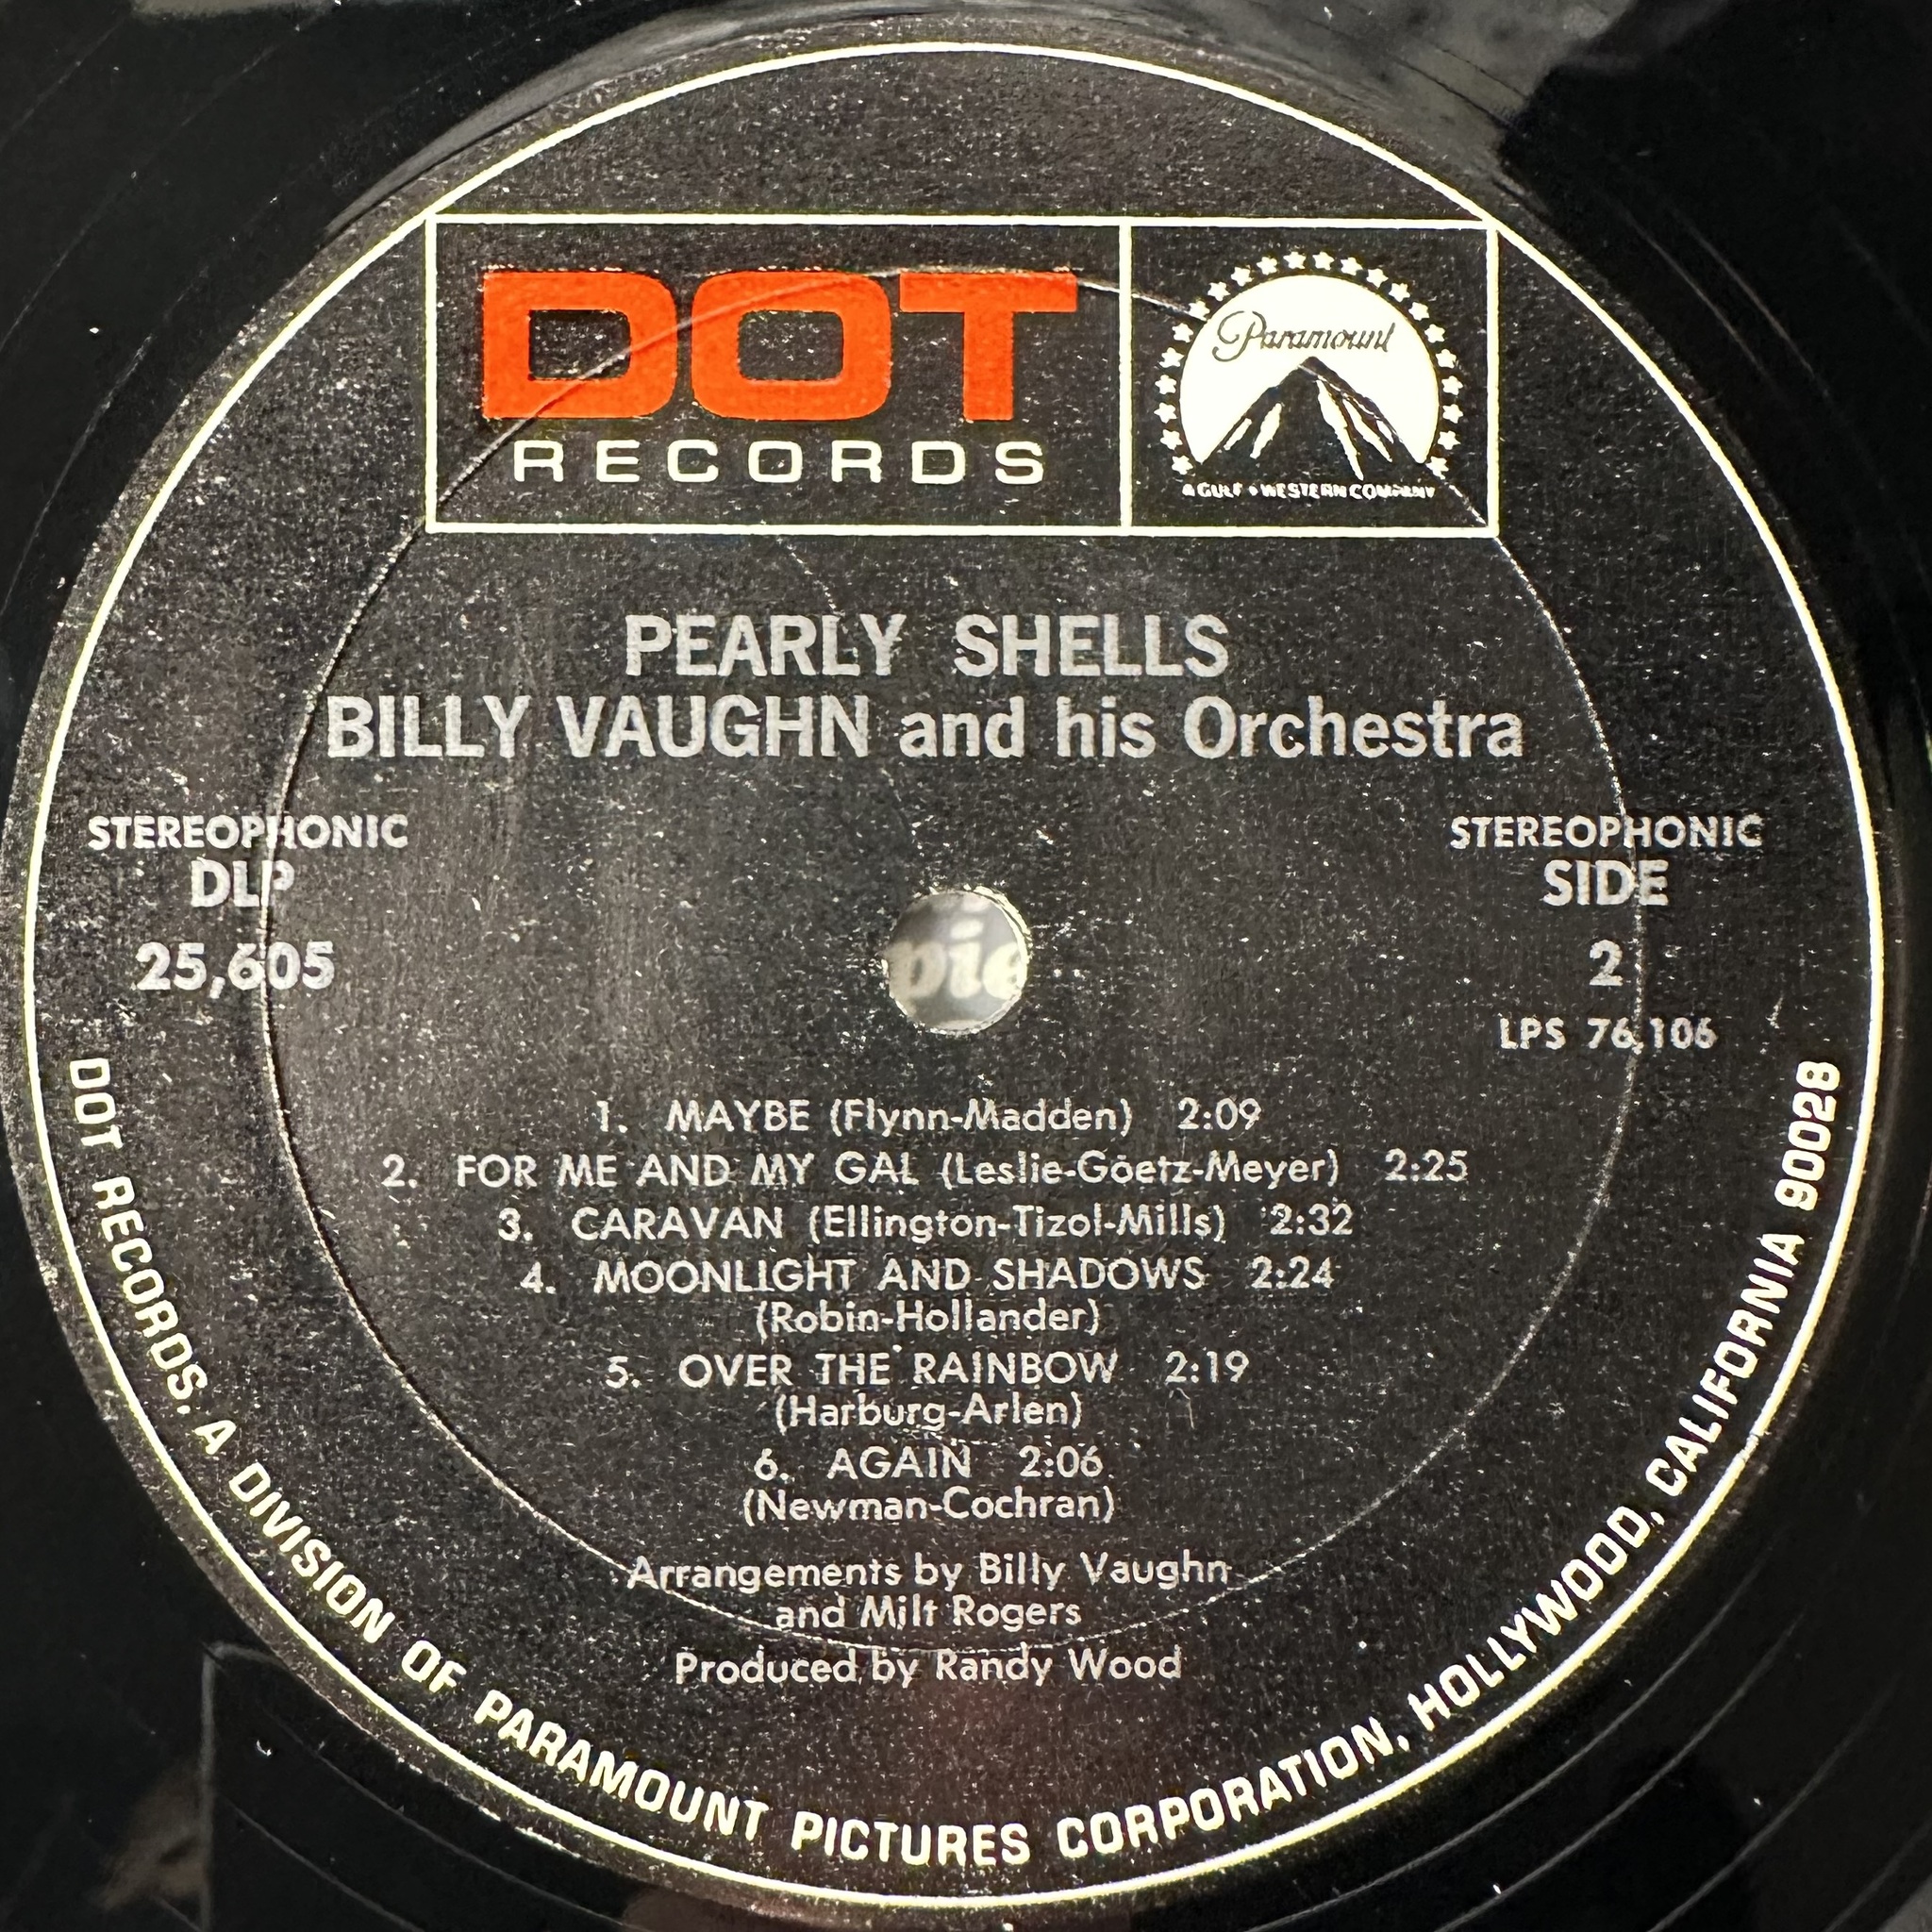 DOT
RECORDS
Paramount
A GULF + WESTERN COMPANY
PEARLY SHELLS
BILLY VAUGHN and his Orchestra
STEREOPHONIC
DLP
25,605
STEREOPHONIC
SIDE
2
LPS 76,106
1. MAYBE (Flynn-Madden) 2:09
2. FOR ME AND MY GAL (Leslie-Goetz-Meyer) 2:25
3. CARAVAN (Ellington-Tizol-Mills) 2:32
4. MOONLIGHT AND SHADOWS 2:24
(Robin-Hollander)
5. OVER THE RAINBOW 2:19
(Harburg-Arlen)
6. AGAIN 2:06
(Newman-Cochran)
Arrangements by Billy Vaughn
and Milt Rogers
Produced by Randy Wood
DOT RECORDS, A DIVISION OF PARAMOUNT PICTURES CORPORATION, HOLLYWOOD, CALIFORNIA 90028